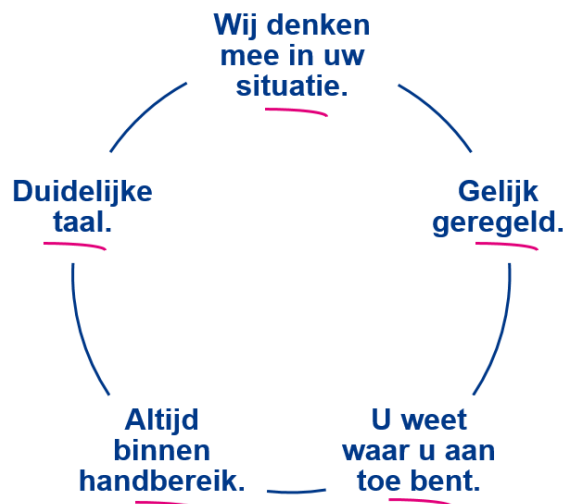 Wij denken
mee in uw
situatie.
Gelijk
geregeld.
U weet
waar u aan
toe bent.
Altijd
binnen
handbereik.
Duidelijke
taal.